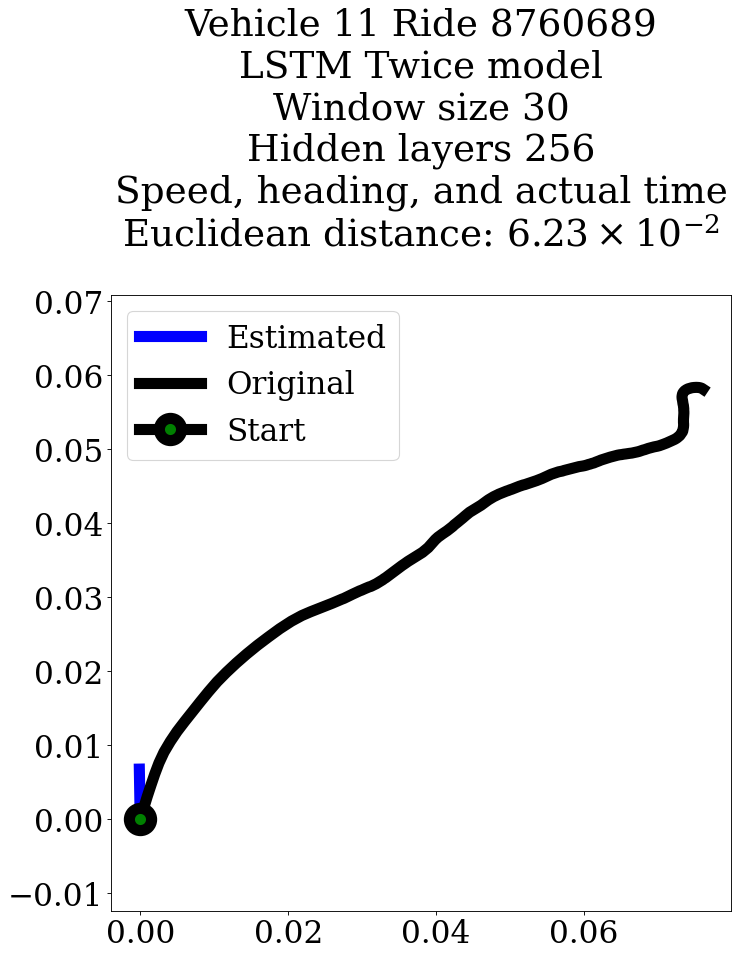 Vehicle 11 Ride 8760689
LSTM Twice model
Window size 30
Hidden layers 256
Speed, heading, and actual time
Euclidean distance: 6.23 × 10⁻²
0.07
Estimated
Original
Start
0.06
0.05
0.04
0.03
0.02
0.01
0.00
−0.01
0.00 0.02 0.04 0.06